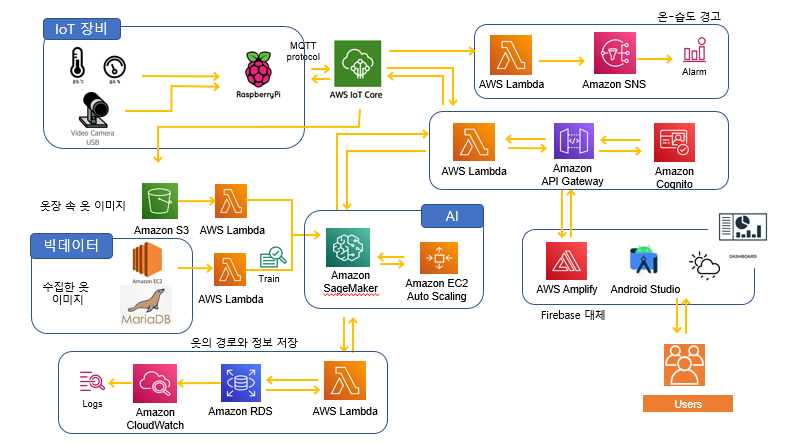 IoT 장비
온-습도 경고
MQTT
protocol
RaspberryPi
AWS IoT Core
AWS Lambda
Amazon SNS
Alarm
Video Camera
USB
AWS Lambda
Amazon
API Gateway
Amazon
Cognito
옷장 속 옷 이미지
Amazon S3
AWS Lambda
AI
빅데이터
Amazon EC2
수집한 옷
이미지
MariaDB
AWS Lambda
Train
Amazon
SageMaker
Amazon EC2
Auto Scaling
DASHBOARD
AWS Amplify
Android Studio
Firebase 대체
옷의 경로와 정보 저장
Logs
Amazon
CloudWatch
Amazon RDS
AWS Lambda
Users